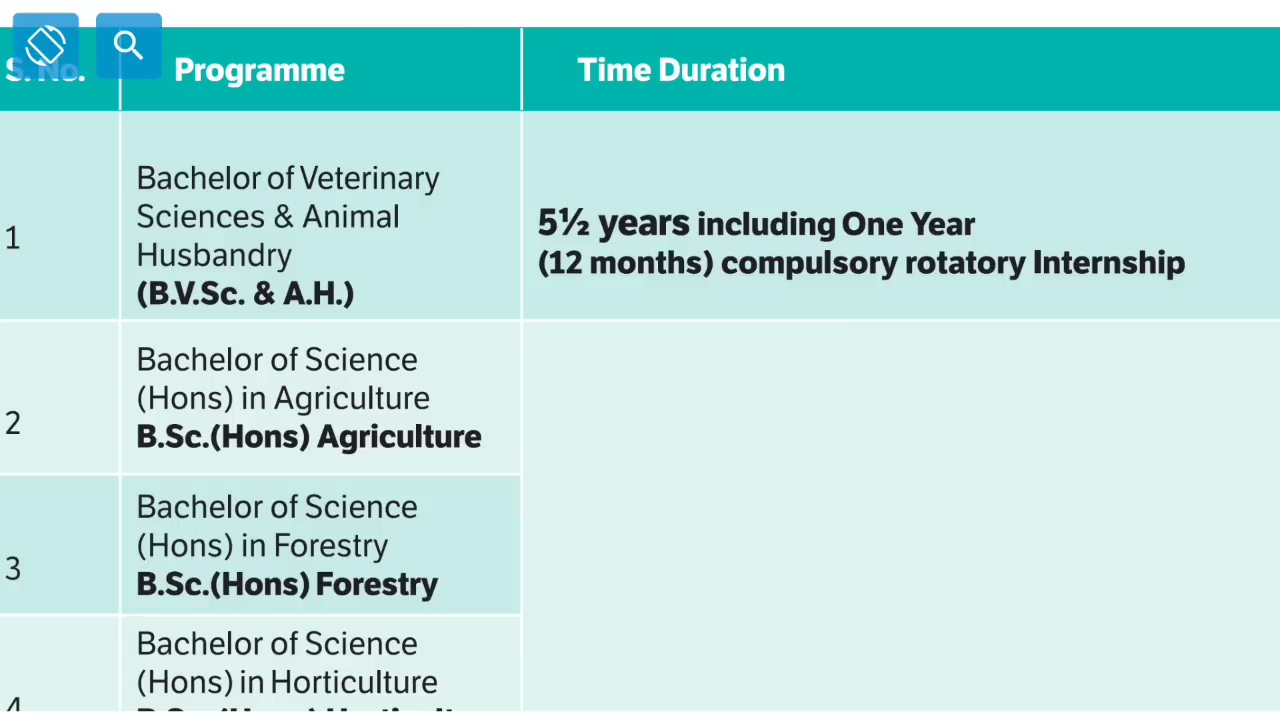 S. No.
Programme
Time Duration
1
Bachelor of Veterinary
Sciences & Animal
Husbandry
(B.V.Sc. & A.H.)
5½ years including One Year
(12 months) compulsory rotatory Internship
2
Bachelor of Science
(Hons) in Agriculture
B.Sc.(Hons) Agriculture
3
Bachelor of Science
(Hons) in Forestry
B.Sc.(Hons) Forestry
4
Bachelor of Science
(Hons) in Horticulture